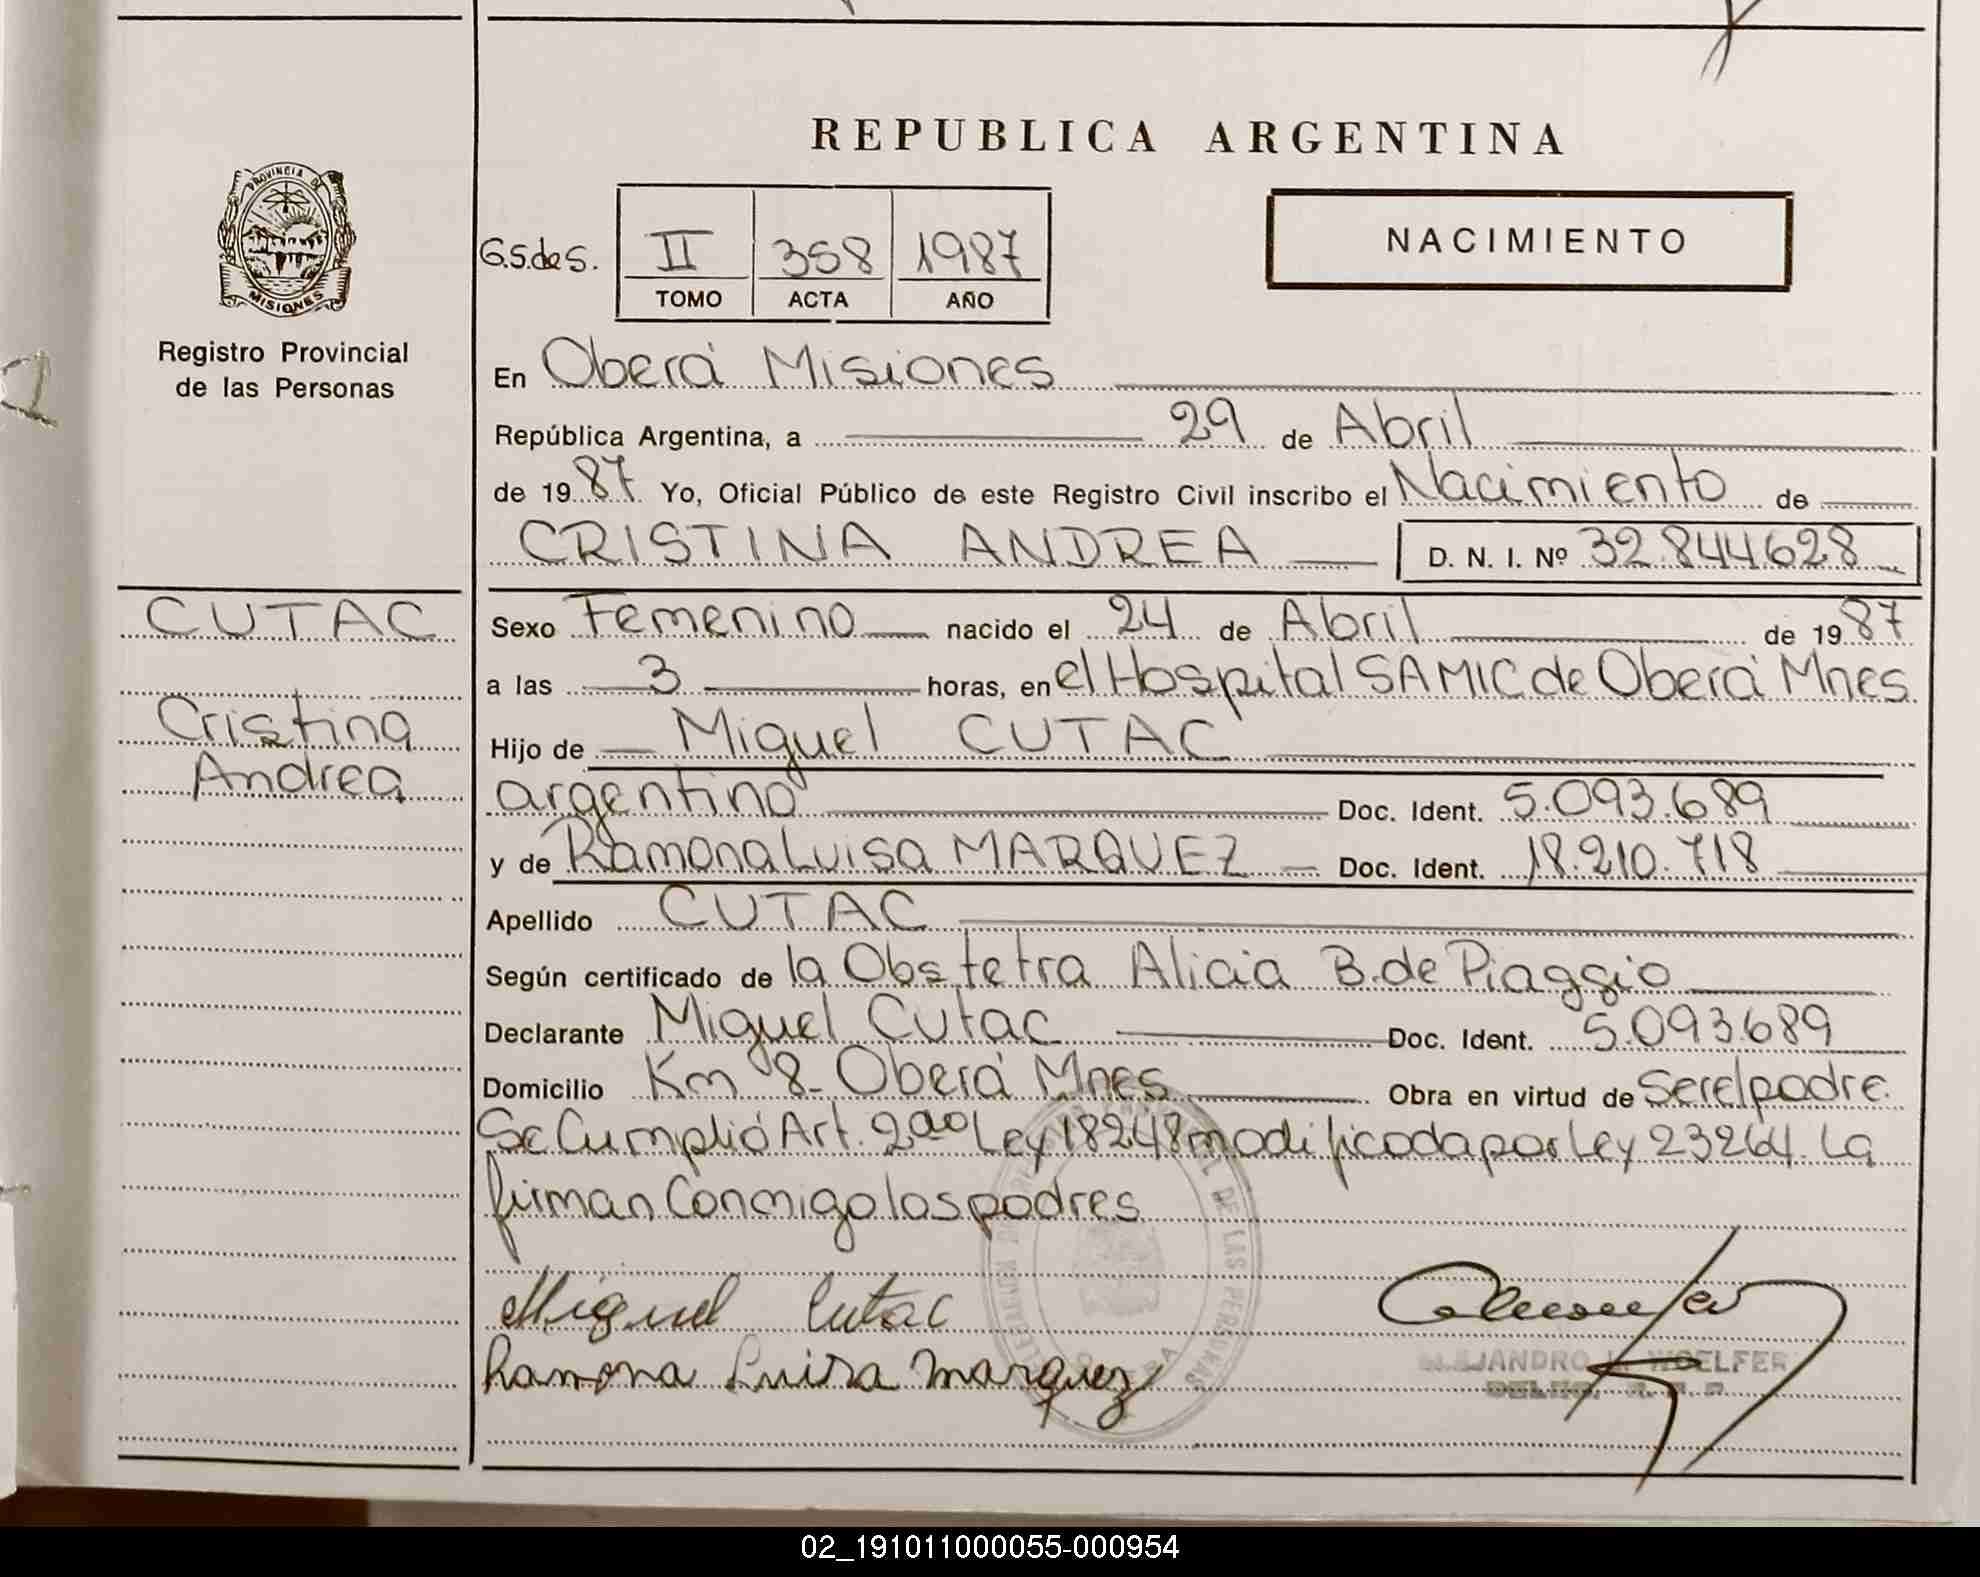 REPUBLICA ARGENTINA
PROVINCIA DE
MISIONES
Registro Provincial
de las Personas
G.S.de S.
II 358 1987
TOMO ACTA AÑO
NACIMIENTO
En Oberá Misiones
República Argentina, a 29 de Abril
de 1987. Yo, Oficial Público de este Registro Civil inscribo el Nacimiento de
CRISTINA ANDREA D. N. I. Nº 32.844.628
CUTAC
Cristina
Andrea
Sexo Femenino nacido el 24 de Abril de 1987
a las 3 horas, en el Hospital SAMIC de Oberá Mnes.
Hijo de Miguel CUTAC
argentino Doc. Ident. 5.093.689
y de Ramona Luisa MARQUEZ Doc. Ident. 18.210.718
Apellido CUTAC
Según certificado de la Obstetra Alicia B. de Piaggio
Declarante Miguel Cutac Doc. Ident. 5.093.689
Domicilio Km 8 - Oberá Mnes. Obra en virtud de Ser el padre.
Se Cumplió Art. 2do Ley 18248 modificada por Ley 23264. La
firman Conmigo los padres
Miguel Cutac
Ramona Luisa Marquez
DE LAS PERSONAS
ALEJANDRO WOELFER
02_191011000055-000954